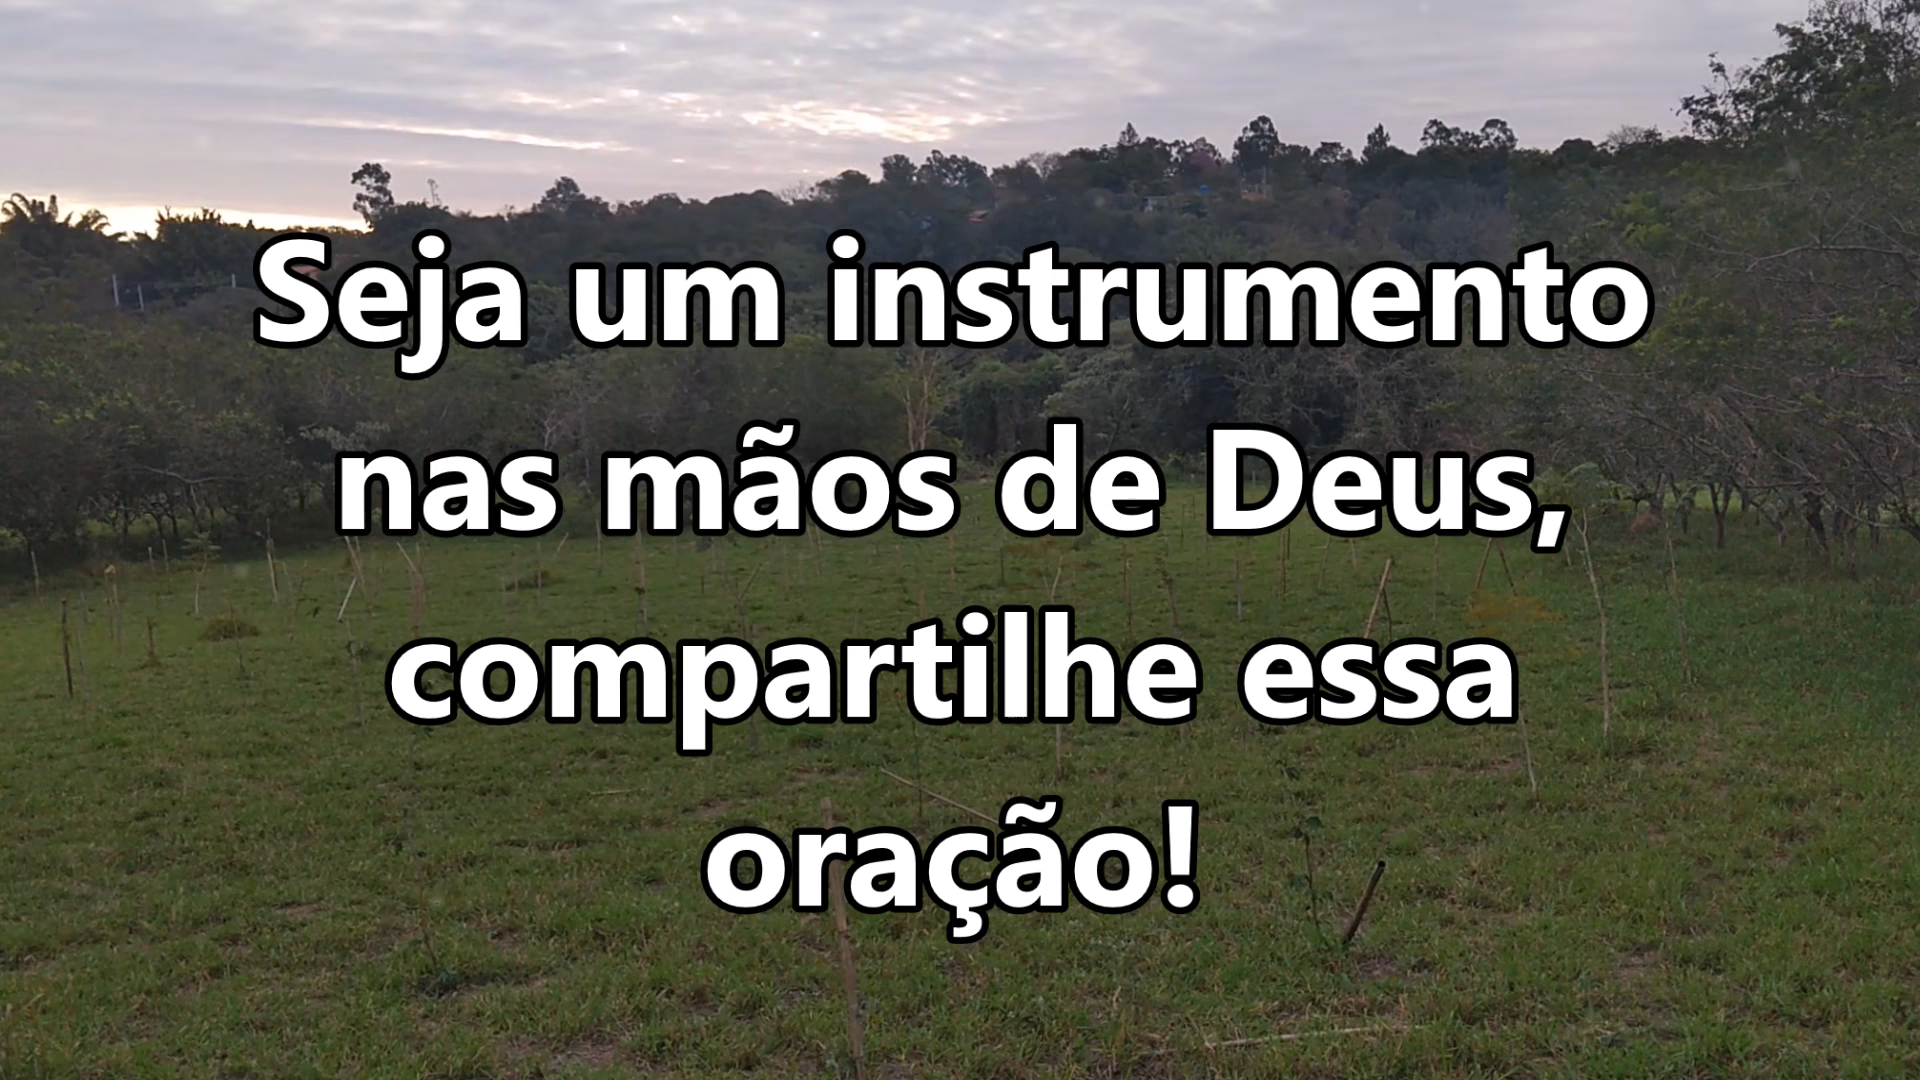 Seja um instrumento
nas mãos de Deus,
compartilhe essa
oração!